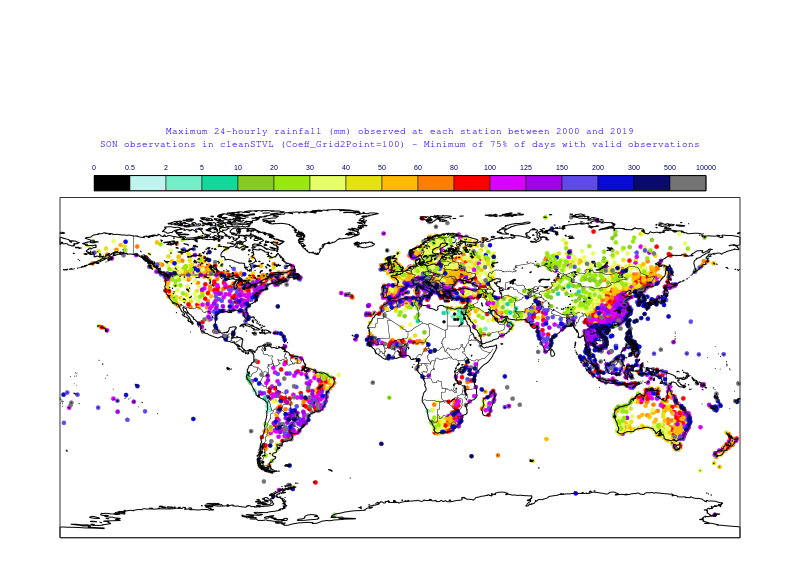 Maximum 24-hourly rainfall (mm) observed at each station between 2000 and 2019
SON observations in cleanSTVL (Coeff_Grid2Point=100) - Minimum of 75% of days with valid observations
0 0.5 2 5 10 20 30 40 60 80 100 125 150 200 300 500 10000